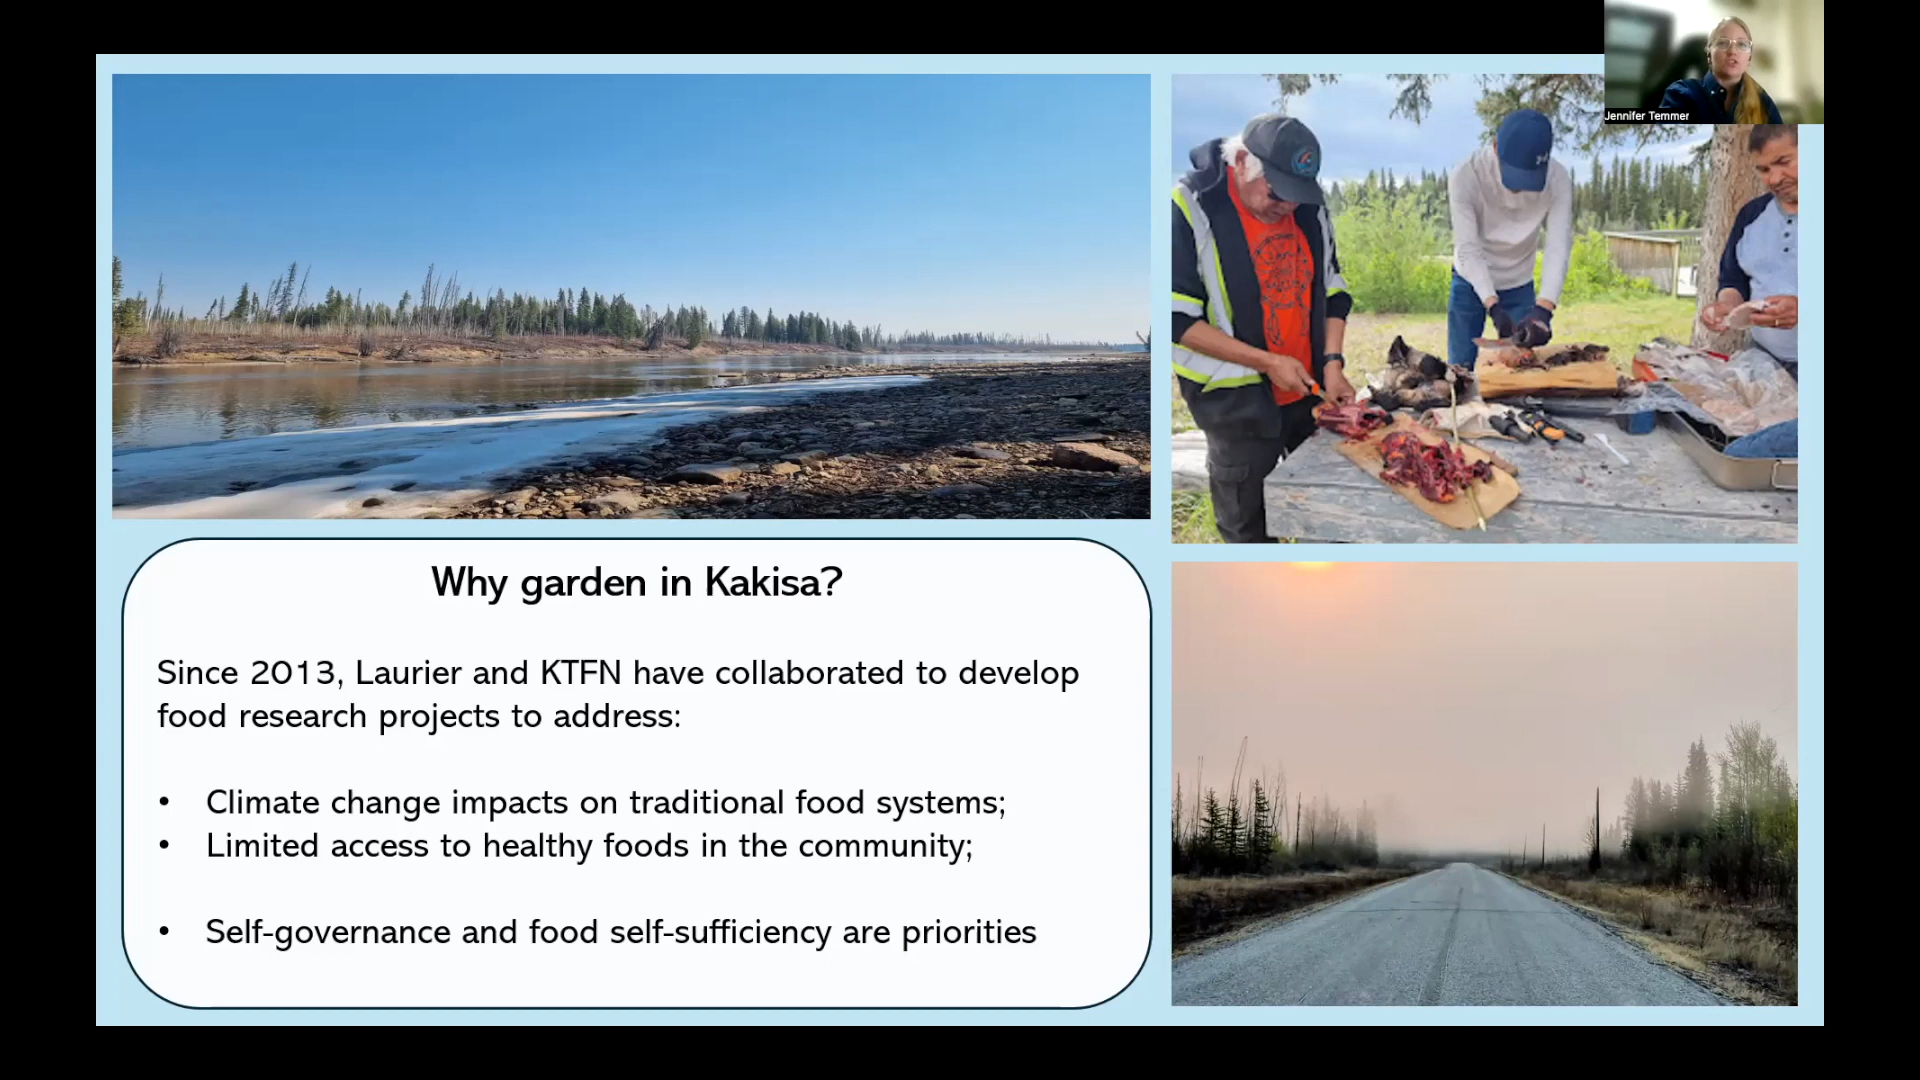 Jennifer Temmer
Why garden in Kakisa?
Since 2013, Laurier and KTFN have collaborated to develop
food research projects to address:
• Climate change impacts on traditional food systems;
• Limited access to healthy foods in the community;
• Self-governance and food self-sufficiency are priorities